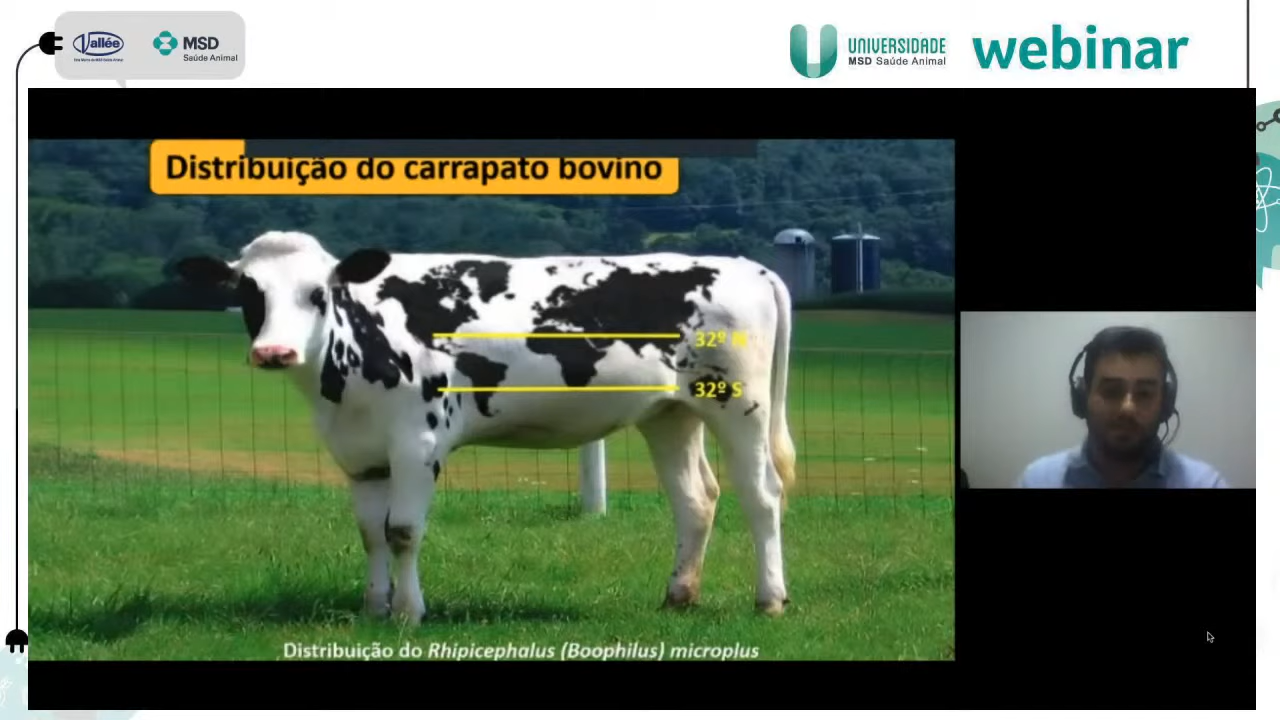 Vallée
MSD
Saúde Animal
UNIVERSIDADE
MSD Saúde Animal
webinar
Distribuição do carrapato bovino
32º N
32º S
Distribuição do Rhipicephalus (Boophilus) microplus